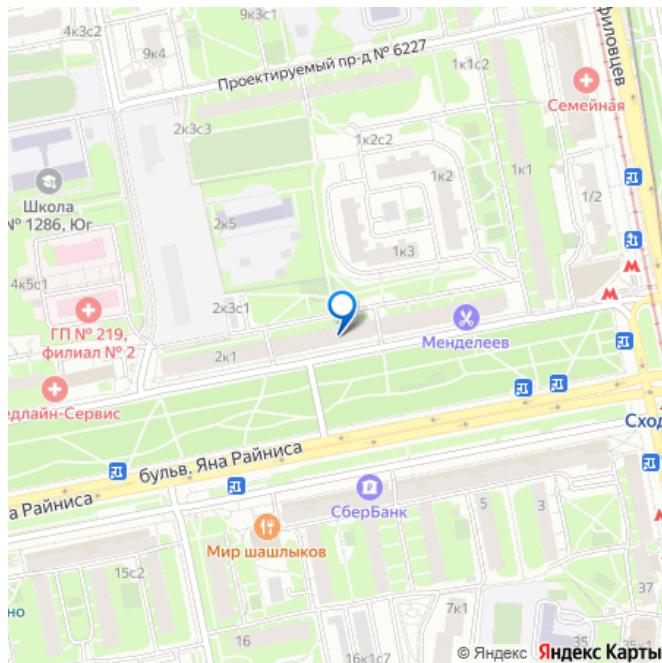 4к3с2
9к3с1
9к4
Проектируемый пр-д № 6227
1к1с2
филовцев
Семейная
2к3с3
1к2с2
1к1
1к2
Школа
№ 1286, Юг
1/2
2к5
1к3
4к5с1
2к3с1
ГП № 219,
филиал № 2
2к1
Менделеев
едлайн-Сервис
Сход
бульв. Яна Райниса
а Райниса
СберБанк
5
3
Мир шашлыков
15с2
37
но
7к1
16
16к1с7
© Яндекс Яндекс Карты